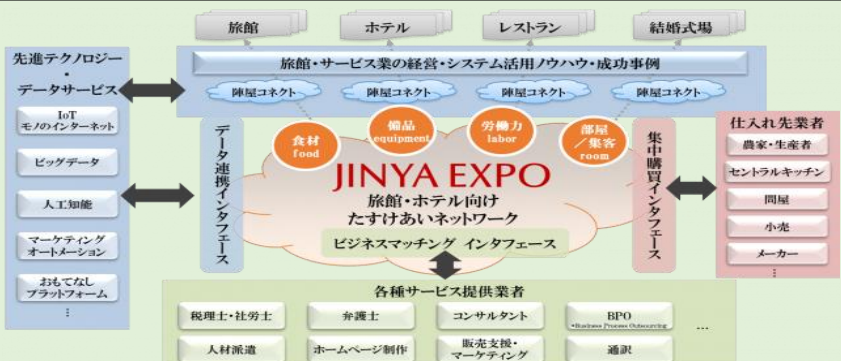 旅館
ホテル
レストラン
結婚式場
先進テクノロジー
・
データサービス
旅館・サービス業の経営・システム活用ノウハウ・成功事例
陣屋コネクト
陣屋コネクト
陣屋コネクト
陣屋コネクト
IoT
モノのインターネット
ビッグデータ
人工知能
マーケティング
オートメーション
おもてなし
プラットフォーム
⋮
データ連携インタフェース
食材
food
備品
equipment
労働力
labor
部屋
／集客
room
JINYA EXPO
旅館・ホテル向け
たすけあいネットワーク
ビジネスマッチング インタフェース
集中購買インタフェース
仕入れ先業者
農家・生産者
セントラルキッチン
問屋
小売
メーカー
⋮
各種サービス提供業者
税理士・社労士
弁護士
コンサルタント
BPO
*Business Process Outsourcing
…
人材派遣
ホームページ制作
販売支援・
マーケティング
通訳